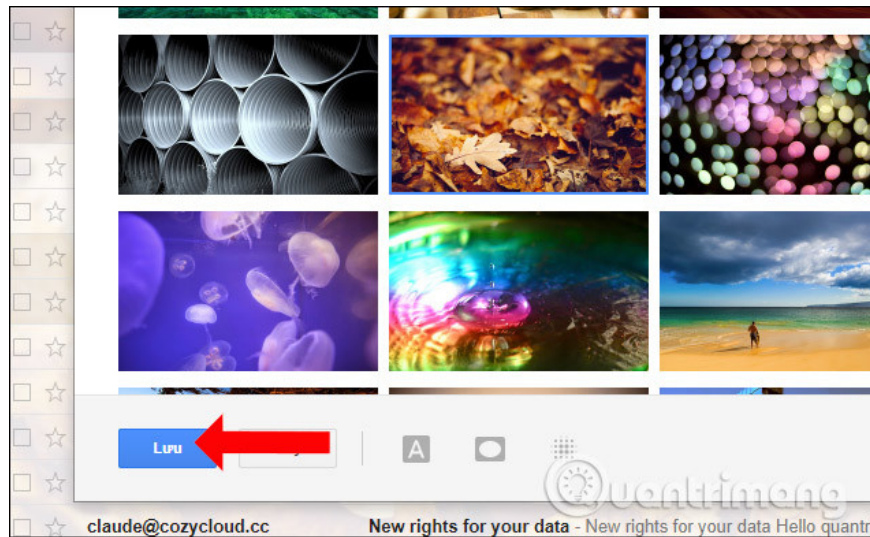 Lưu
A
Quantrimang
claude@cozycloud.cc New rights for your data - New rights for your data Hello quantr